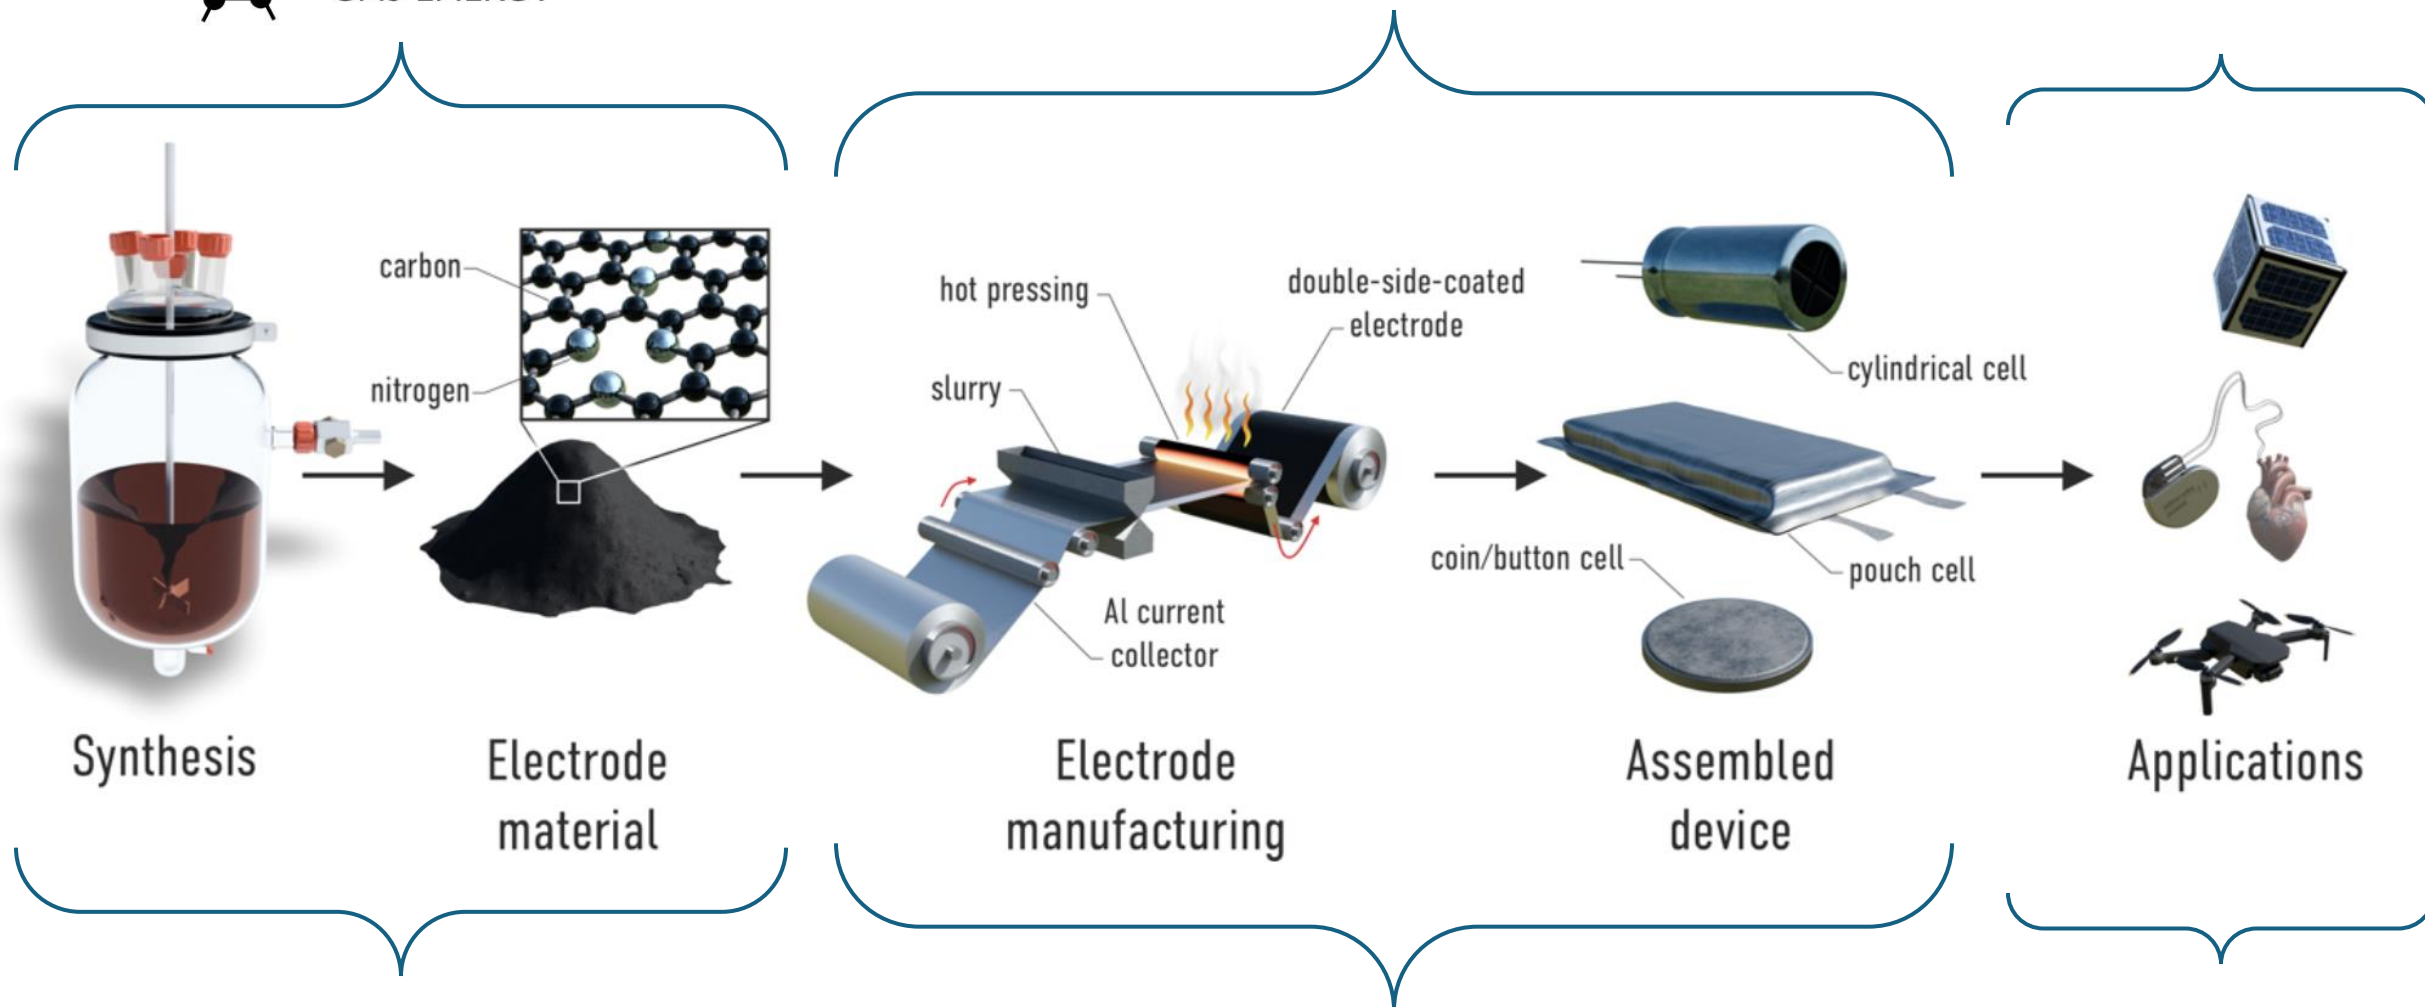 carbon
nitrogen
hot pressing
slurry
double-side-coated
electrode
Al current
collector
cylindrical cell
pouch cell
coin/button cell
Synthesis
Electrode
material
Electrode
manufacturing
Assembled
device
Applications